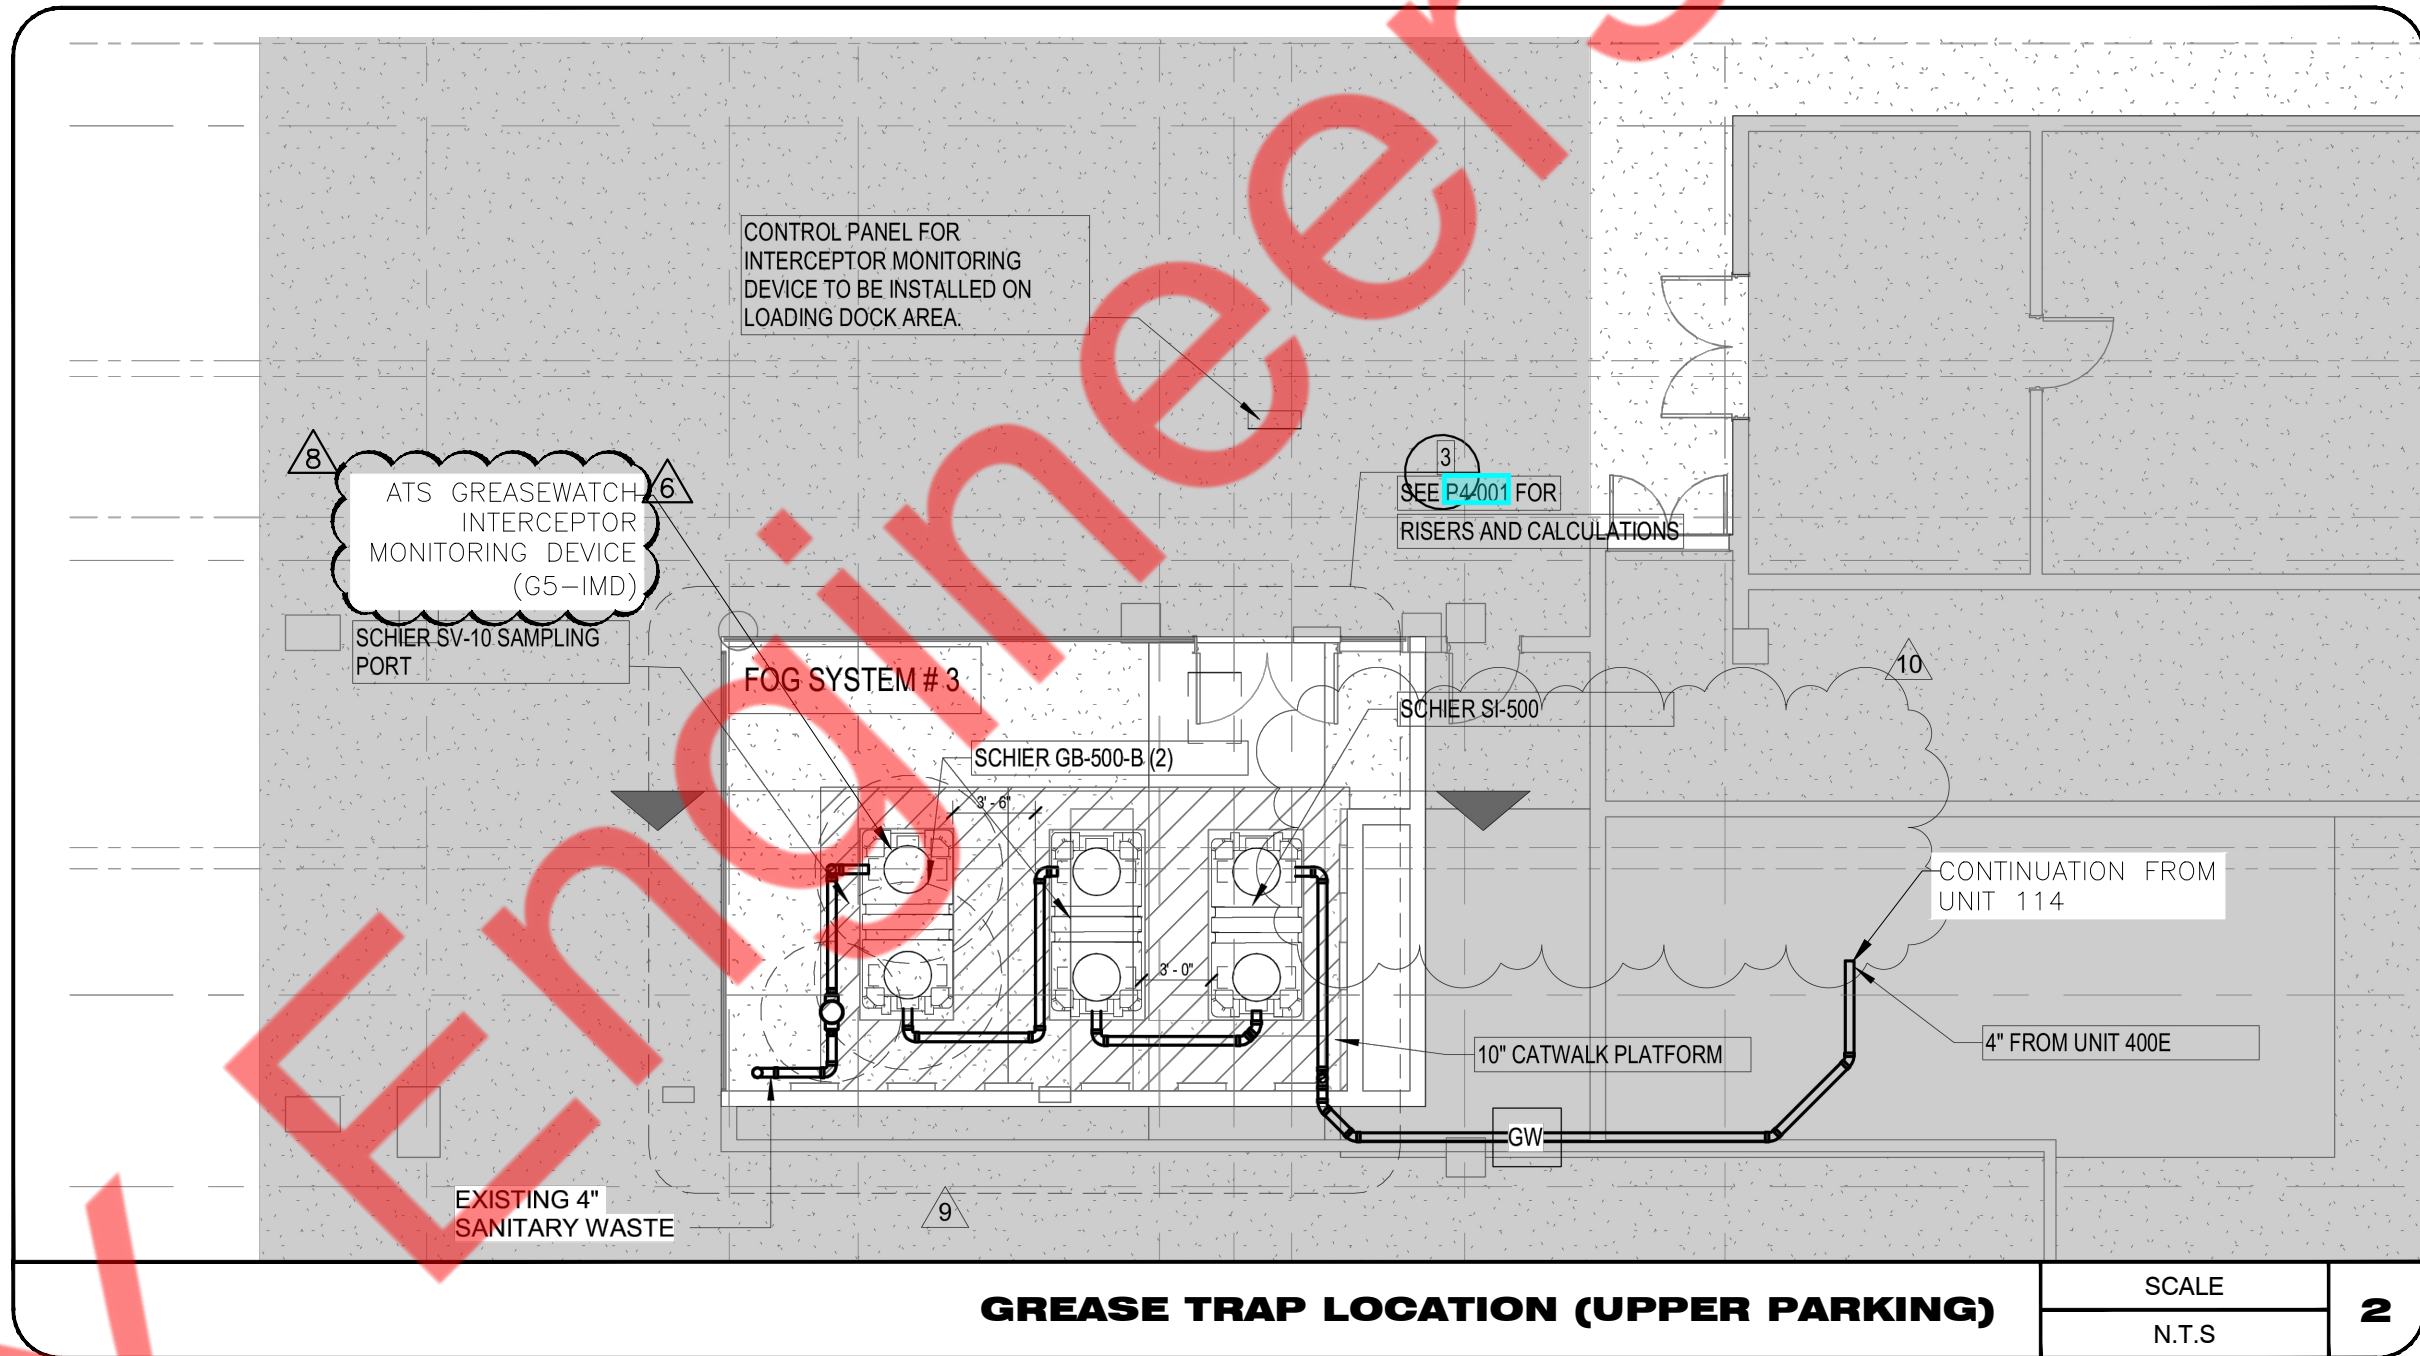 CONTROL PANEL FOR
INTERCEPTOR MONITORING
DEVICE TO BE INSTALLED ON
LOADING DOCK AREA.
8
6
ATS GREASEWATCH
INTERCEPTOR
MONITORING DEVICE
(G5-IMD)
3
SEE P4-001 FOR
RISERS AND CALCULATIONS
SCHIER SV-10 SAMPLING
PORT
FOG SYSTEM # 3
10
SCHIER SI-500
SCHIER GB-500-B (2)
3' - 6"
CONTINUATION FROM
UNIT 114
3' - 0"
4" FROM UNIT 400E
10" CATWALK PLATFORM
GW
EXISTING 4"
SANITARY WASTE
9
Engineers
GREASE TRAP LOCATION (UPPER PARKING)
SCALE
N.T.S
2